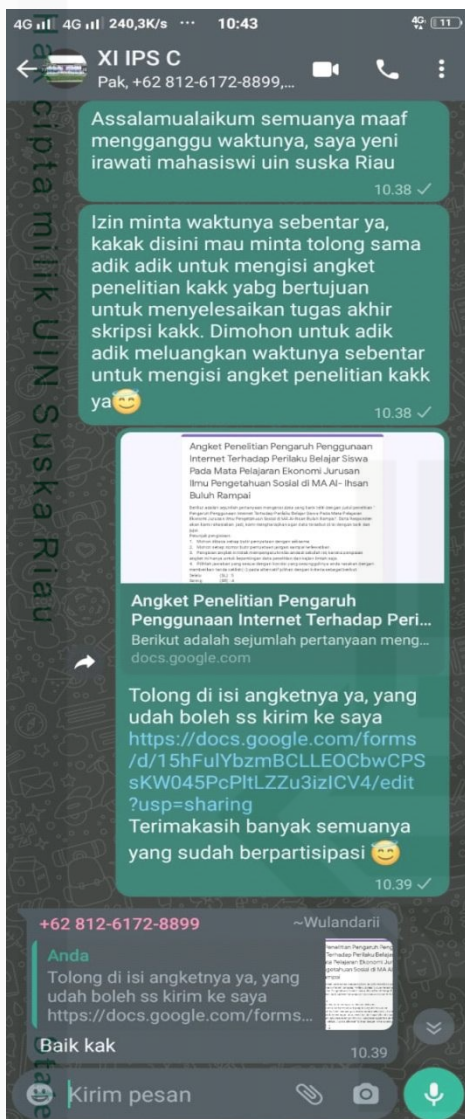 4G 4G 240,3K/s ... 10:43 4G 11
XI IPS C
Pak, +62 812-6172-8899,...
Assalamualaikum semuanya maaf
mengganggu waktunya, saya yeni
irawati mahasiswi uin suska Riau
10.38
Izin minta waktunya sebentar ya,
kakak disini mau minta tolong sama
adik adik untuk mengisi angket
penelitian kakk yabg bertujuan
untuk menyelesaikan tugas akhir
skripsi kakk. Dimohon untuk adik
adik meluangkan waktunya sebentar
untuk mengisi angket penelitian kakk
ya😇
10.38
Angket Penelitian Pengaruh Penggunaan
Internet Terhadap Perilaku Belajar Siswa
Pada Mata Pelajaran Ekonomi Jurusan
Ilmu Pengetahuan Sosial di MA.Al- Ihsan
Buluh Rampai
Angket Penelitian Pengaruh
Penggunaan Internet Terhadap Peri...
Berikut adalah sejumlah pertanyaan meng...
docs.google.com
Tolong di isi angketnya ya, yang
udah boleh ss kirim ke saya
https://docs.google.com/forms
/d/15hFulYbzmBCLLEOCbwCPS
sKW045PcPltLZZu3izlCV4/edit
?usp=sharing
Terimakasih banyak semuanya
yang sudah berpartisipasi 😇
10.39
+62 812-6172-8899 ~Wulandarii
Anda
Tolong di isi angketnya ya, yang
udah boleh ss kirim ke saya
https://docs.google.com/forms...
Baik kak
10.39
Kirim pesan
Hak cipta milik UIN Suska Riau